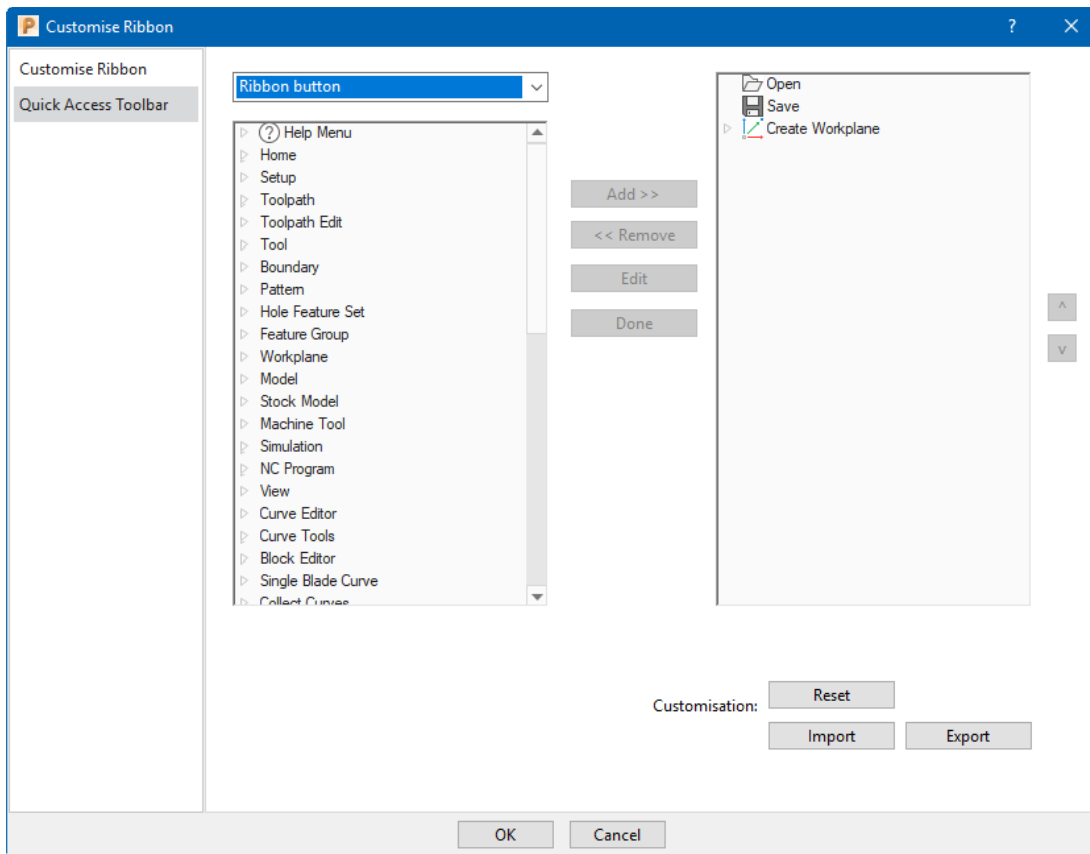 Customise Ribbon
Customise Ribbon
Quick Access Toolbar
Ribbon button
Help Menu
Home
Setup
Toolpath
Toolpath Edit
Tool
Boundary
Pattern
Hole Feature Set
Feature Group
Workplane
Model
Stock Model
Machine Tool
Simulation
NC Program
View
Curve Editor
Curve Tools
Block Editor
Single Blade Curve
Collect Curves
Add >>
<< Remove
Edit
Done
Open
Save
Create Workplane
^
v
Customisation:
Reset
Import
Export
OK
Cancel